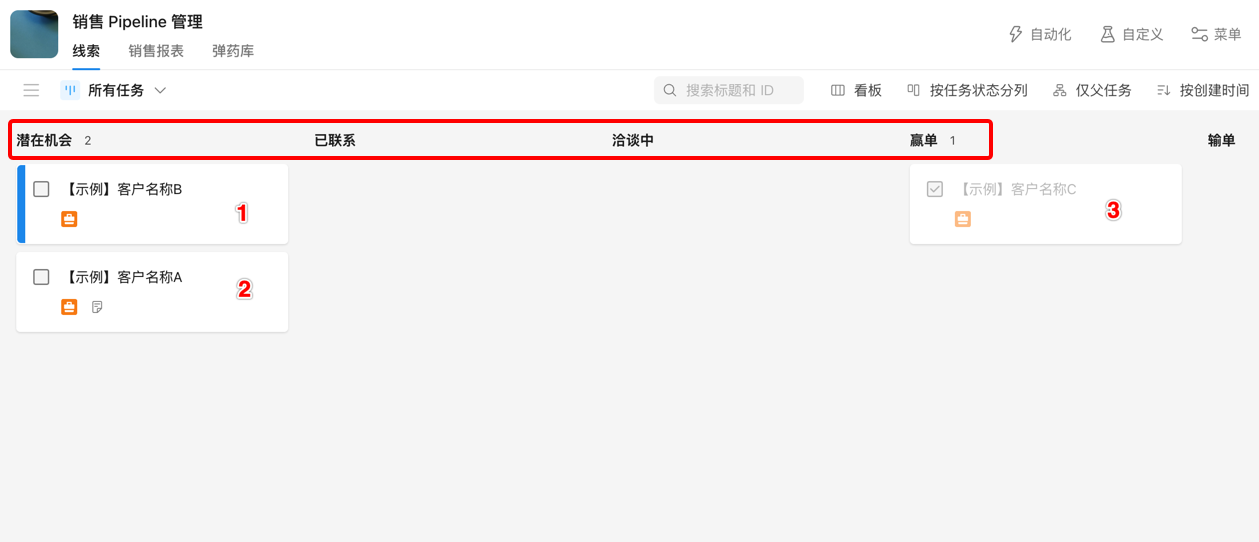 销售 Pipeline 管理
线索 销售报表 弹药库
自动化 自定义 菜单
所有任务 搜索标题和 ID 看板 按任务状态分列 仅父任务 按创建时间
潜在机会 2 已联系 洽谈中 赢单 1 输单
【示例】客户名称B
1
【示例】客户名称C
3
【示例】客户名称A
2